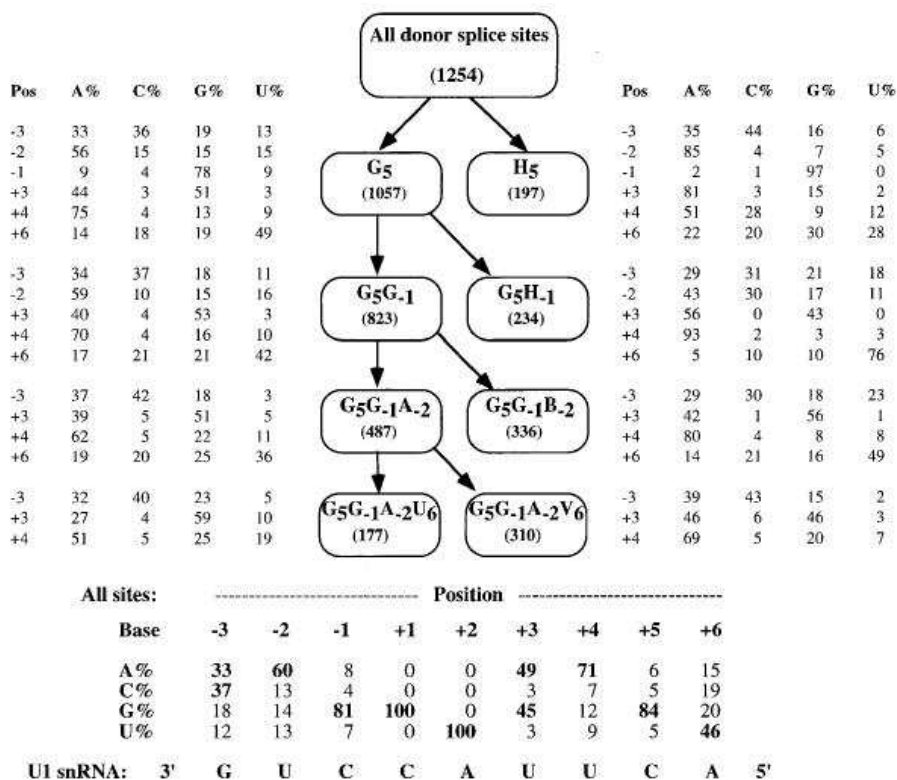 All donor splice sites
(1254)
Pos A% C% G% U%
-3 33 36 19 13
-2 56 15 15 15
-1 9 4 78 9
+3 44 3 51 3
+4 75 4 13 9
+6 14 18 19 49
G5
(1057)
H5
(197)
Pos A% C% G% U%
-3 35 44 16 6
-2 85 4 7 5
-1 2 1 97 0
+3 81 3 15 2
+4 51 28 9 12
+6 22 20 30 28
-3 34 37 18 11
-2 59 10 15 16
+3 40 4 53 3
+4 70 4 16 10
+6 17 21 21 42
G5G-1
(823)
G5H-1
(234)
-3 29 31 21 18
-2 43 30 17 11
+3 56 0 43 0
+4 93 2 3 3
+6 5 10 10 76
-3 37 42 18 3
+3 39 5 51 5
+4 62 5 22 11
+6 19 20 25 36
G5G-1A-2
(487)
G5G-1B-2
(336)
-3 29 30 18 23
+3 42 1 56 1
+4 80 4 8 8
+6 14 21 16 49
-3 32 40 23 5
+3 27 4 59 10
+4 51 5 25 19
G5G-1A-2U6
(177)
G5G-1A-2V6
(310)
-3 39 43 15 2
+3 46 6 46 3
+4 69 5 20 7
All sites: Position
Base -3 -2 -1 +1 +2 +3 +4 +5 +6
A% 33 60 8 0 0 49 71 6 15
C% 37 13 4 0 0 3 7 5 19
G% 18 14 81 100 0 45 12 84 20
U% 12 13 7 0 100 3 9 5 46
U1 snRNA: 3' G U C C A U U C A 5'